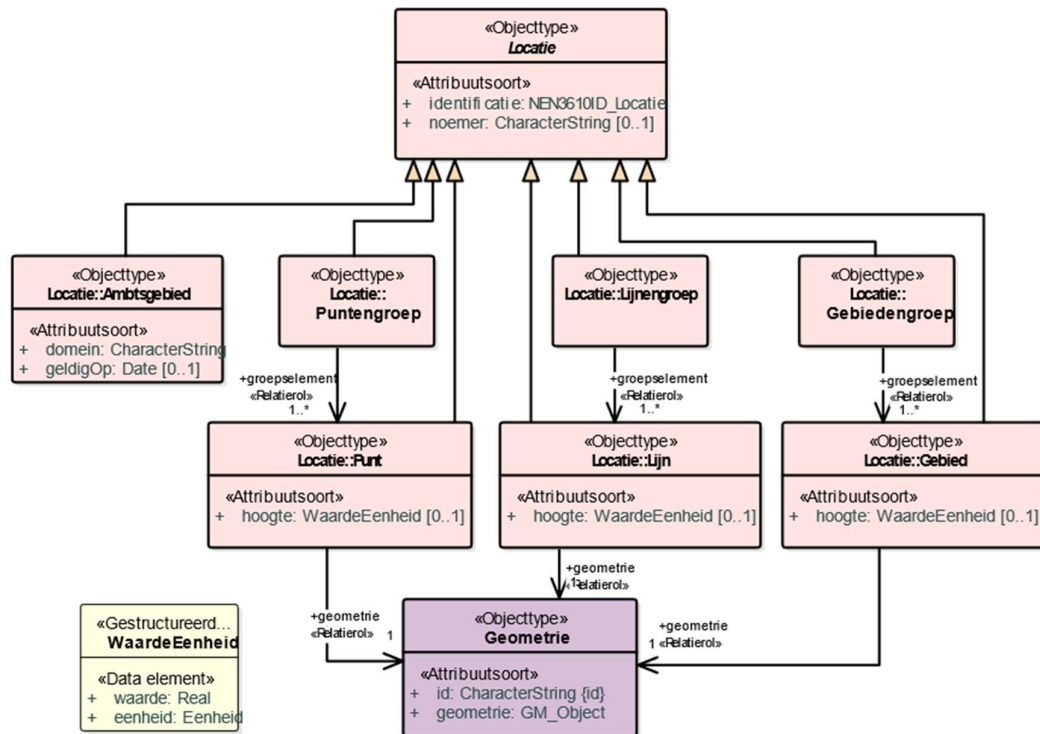 «Objecttype»
Locatie
«Attribuutsoort»
+ identificatie: NEN3610ID_Locatie
+ noemer: CharacterString [0..1]
«Objecttype»
Locatie::Ambtsgebied
«Attribuutsoort»
+ domein: CharacterString
+ geldigOp: Date [0..1]
«Objecttype»
Locatie::
Puntengroep
«Objecttype»
Locatie::Lijnengroep
«Objecttype»
Locatie::
Gebiedengroep
+groepselement
«Relatierol»
1..*
+groepselement
«Relatierol»
1..*
+groepselement
«Relatierol»
1..*
«Objecttype»
Locatie::Punt
«Attribuutsoort»
+ hoogte: WaardeEenheid [0..1]
«Objecttype»
Locatie::Lijn
«Attribuutsoort»
+ hoogte: WaardeEenheid [0..1]
«Objecttype»
Locatie::Gebied
«Attribuutsoort»
+ hoogte: WaardeEenheid [0..1]
+geometrie
«Relatierol» 1
+geometrie
1 «Relatierol»
+geometrie
1 «Relatierol»
«Gestructureerd...
WaardeEenheid
«Data element»
+ waarde: Real
+ eenheid: Eenheid
«Objecttype»
Geometrie
«Attribuutsoort»
+ id: CharacterString {id}
+ geometrie: GM_Object